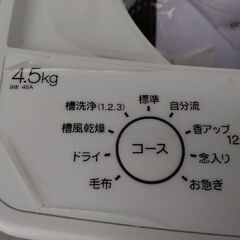 4.5kg
BW 45A
標準
槽洗浄(1.2.3)
自分流
槽風乾燥
香アップ
12.
ドライ
コース
念入り
毛布
お急ぎ